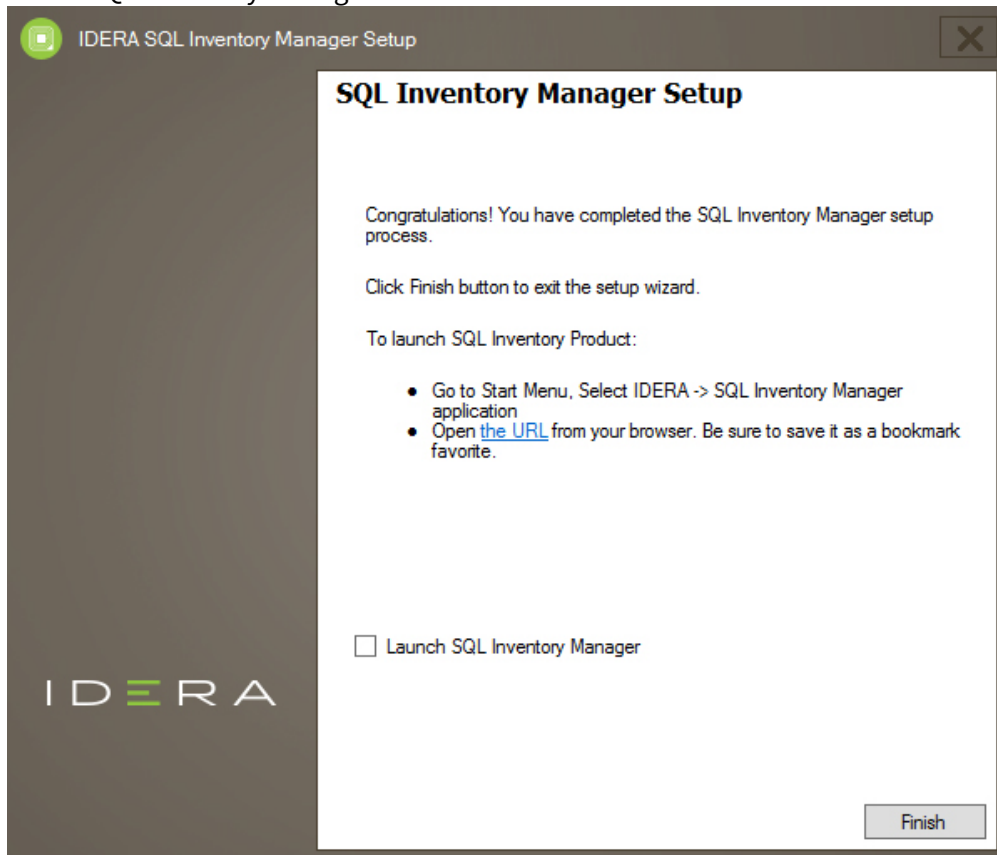 IDERA SQL Inventory Manager Setup
SQL Inventory Manager Setup
Congratulations! You have completed the SQL Inventory Manager setup
process.
Click Finish button to exit the setup wizard.
To launch SQL Inventory Product:
● Go to Start Menu, Select IDERA -> SQL Inventory Manager
application
● Open the URL from your browser. Be sure to save it as a bookmark
favorite.
Launch SQL Inventory Manager
IDERA
Finish